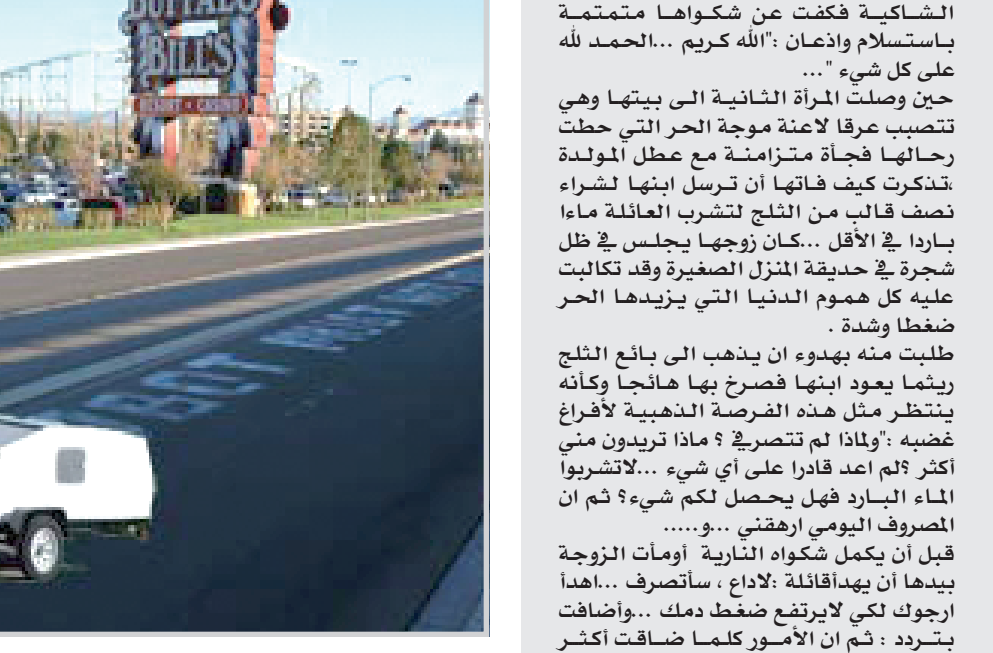 BUFFALO
BILL'S
RESORT - CASINO
الشاكية فكفت عن شكواها متمتمة
باستسلام واذعان :"الله كريم ...الحمد لله
على كل شيء "...
حين وصلت المرأة الثانية الى بيتها وهي
تتصبب عرقا لاعنة موجة الحر التي حطت
رحالها فجأة متزامنة مع عطل المولدة
،تذكرت كيف فاتها أن ترسل ابنها لشراء
نصف قالب من الثلج لتشرب العائلة ماءا
باردا في الأقل ...كان زوجها يجلس في ظل
شجرة في حديقة المنزل الصغيرة وقد تكالبت
عليه كل هموم الدنيا التي يزيدها الحر
ضغطا وشدة .
طلبت منه بهدوء ان يذهب الى بائع الثلج
ريثما يعود ابنها فصرخ بها هائجا وكأنه
ينتظر مثل هذه الفرصة الذهبية لأفراغ
غضبه :"ولماذا لم تتصرفي ؟ ماذا تريدون مني
أكثر ؟لم اعد قادرا على أي شيء ...لاتشربوا
الماء البارد فهل يحصل لكم شيء؟ ثم ان
المصروف اليومي ارهقني ...و.....
قبل أن يكمل شكواه النارية أومأت الزوجة
بيدها أن يهدأقائلة :لاداع ، سأتصرف ...اهدأ
ارجوك لكي لايرتفع ضغط دمك ...وأضافت
بتردد : ثم ان الأمور كلما ضاقت أكثر